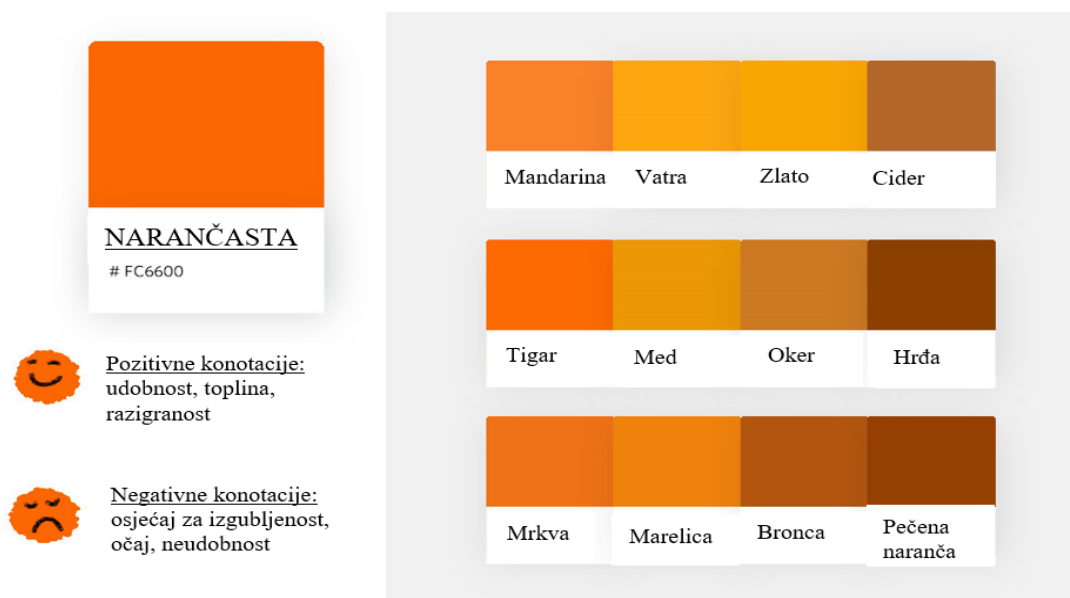 NARANČASTA
# FC6600
Pozitivne konotacije:
udobnost, toplina,
razigranost
Negativne konotacije:
osjećaj za izgubljenost,
očaj, neudobnost
Mandarina
Vatra
Zlato
Cider
Tigar
Med
Oker
Hrđa
Mrkva
Marelica
Bronca
Pečena
naranča